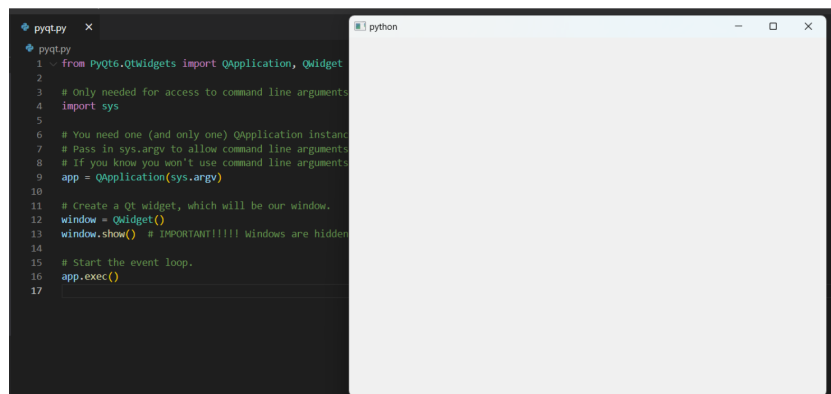 pyqt.py
python
pyqt.py
1 from PyQt6.QtWidgets import QApplication, QWidget
2
3 # Only needed for access to command line arguments
4 import sys
5
6 # You need one (and only one) QApplication instanc
7 # Pass in sys.argv to allow command line arguments
8 # If you know you won't use command line arguments
9 app = QApplication(sys.argv)
10
11 # Create a Qt widget, which will be our window.
12 window = QWidget()
13 window.show()  # IMPORTANT!!!!! Windows are hidden
14
15 # Start the event loop.
16 app.exec()
17